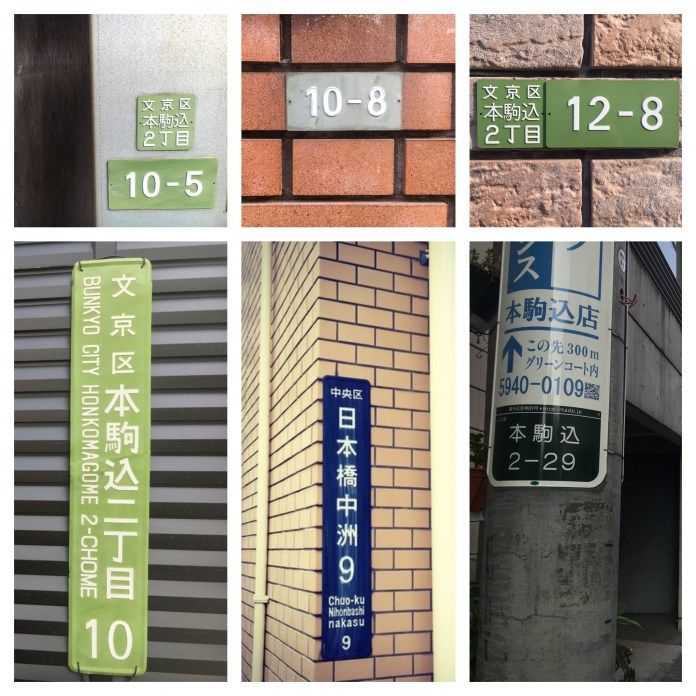 文京区
本駒込
2丁目
10-5
10-8
文京区
本駒込
2丁目
12-8
文京区本駒込二丁目 10
BUNKYO CITY HONKOMAGOME 2-CHOME
中央区
日本橋中洲
9
Chuo-ku
Nihonbashi
nakasu
9
ス
本駒込店
この先300m
グリーンコート内
5940-0109
本駒込
2-29